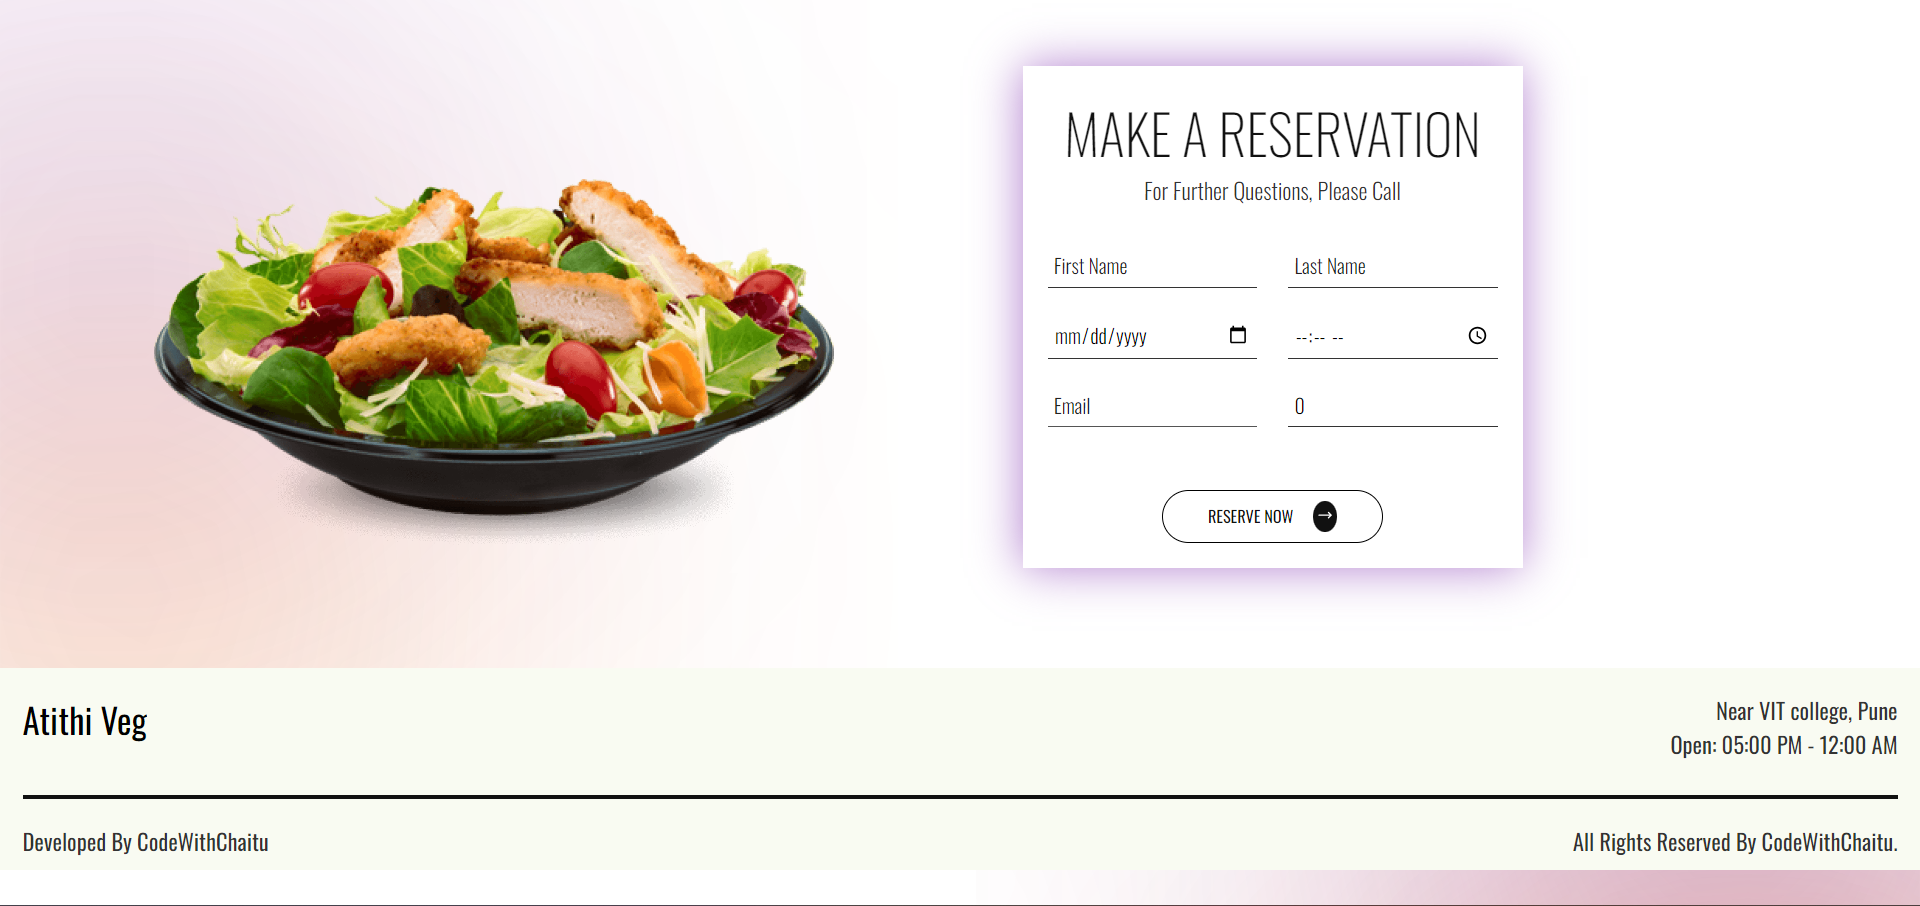 MAKE A RESERVATION
For Further Questions, Please Call
First Name
Last Name
mm/dd/yyyy
--:-- --
Email
0
RESERVE NOW
Atithi Veg
Near VIT college, Pune
Open: 05:00 PM - 12:00 AM
Developed By CodeWithChaitu
All Rights Reserved By CodeWithChaitu.